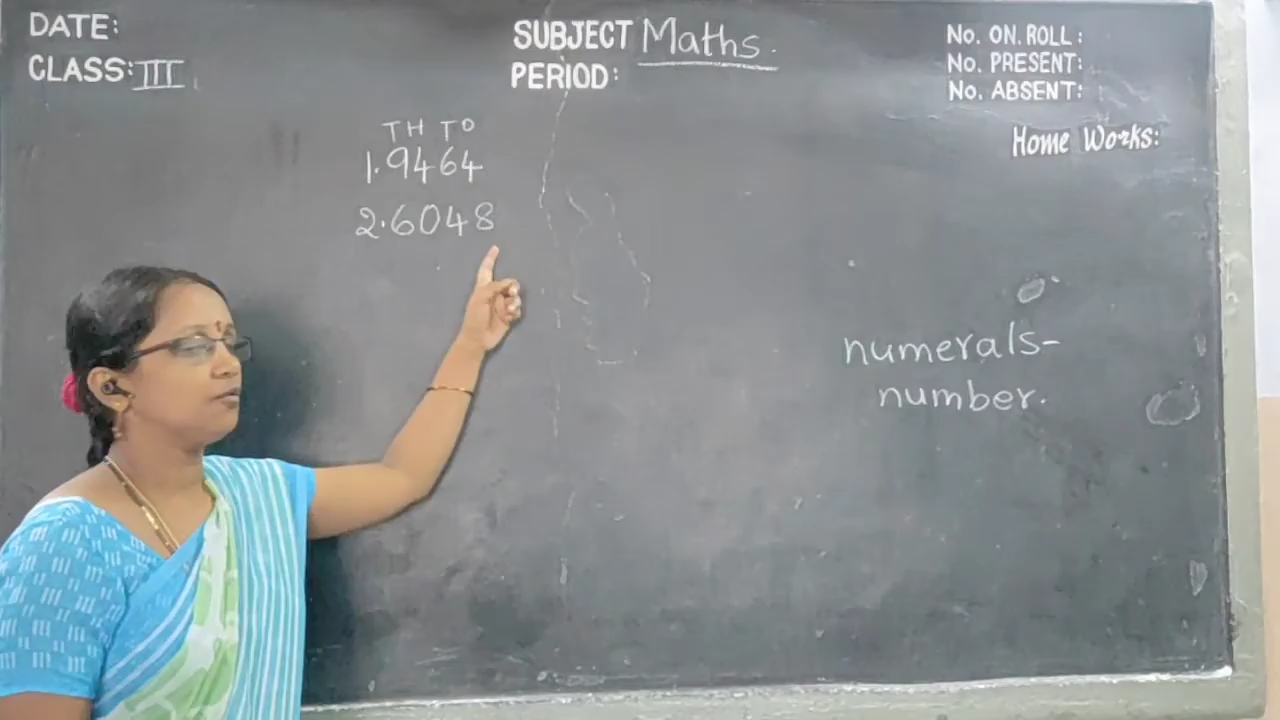 DATE:
CLASS: III
SUBJECT Maths.
PERIOD:
No. ON. ROLL :
No. PRESENT:
No. ABSENT:
Home Works:
TH TO
1. 9464
2. 6048
numerals-
number.